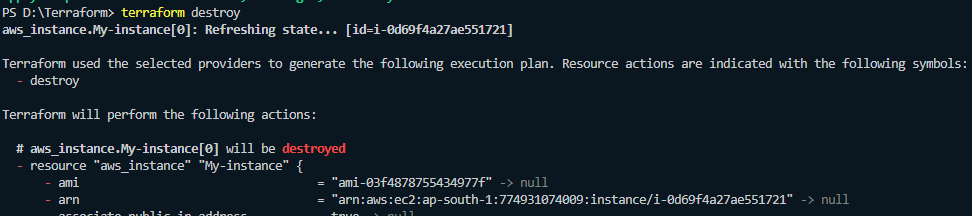 PS D:\Terraform> terraform destroy
aws_instance.My-instance[0]: Refreshing state... [id=i-0d69f4a27ae551721]
Terraform used the selected providers to generate the following execution plan. Resource actions are indicated with the following symbols:
- destroy
Terraform will perform the following actions:
# aws_instance.My-instance[0] will be destroyed
- resource "aws_instance" "My-instance" {
- ami = "ami-03f4878755434977f" -> null
- arn = "arn:aws:ec2:ap-south-1:774931074009:instance/i-0d69f4a27ae551721" -> null
- associate_public_ip_address = true -> null